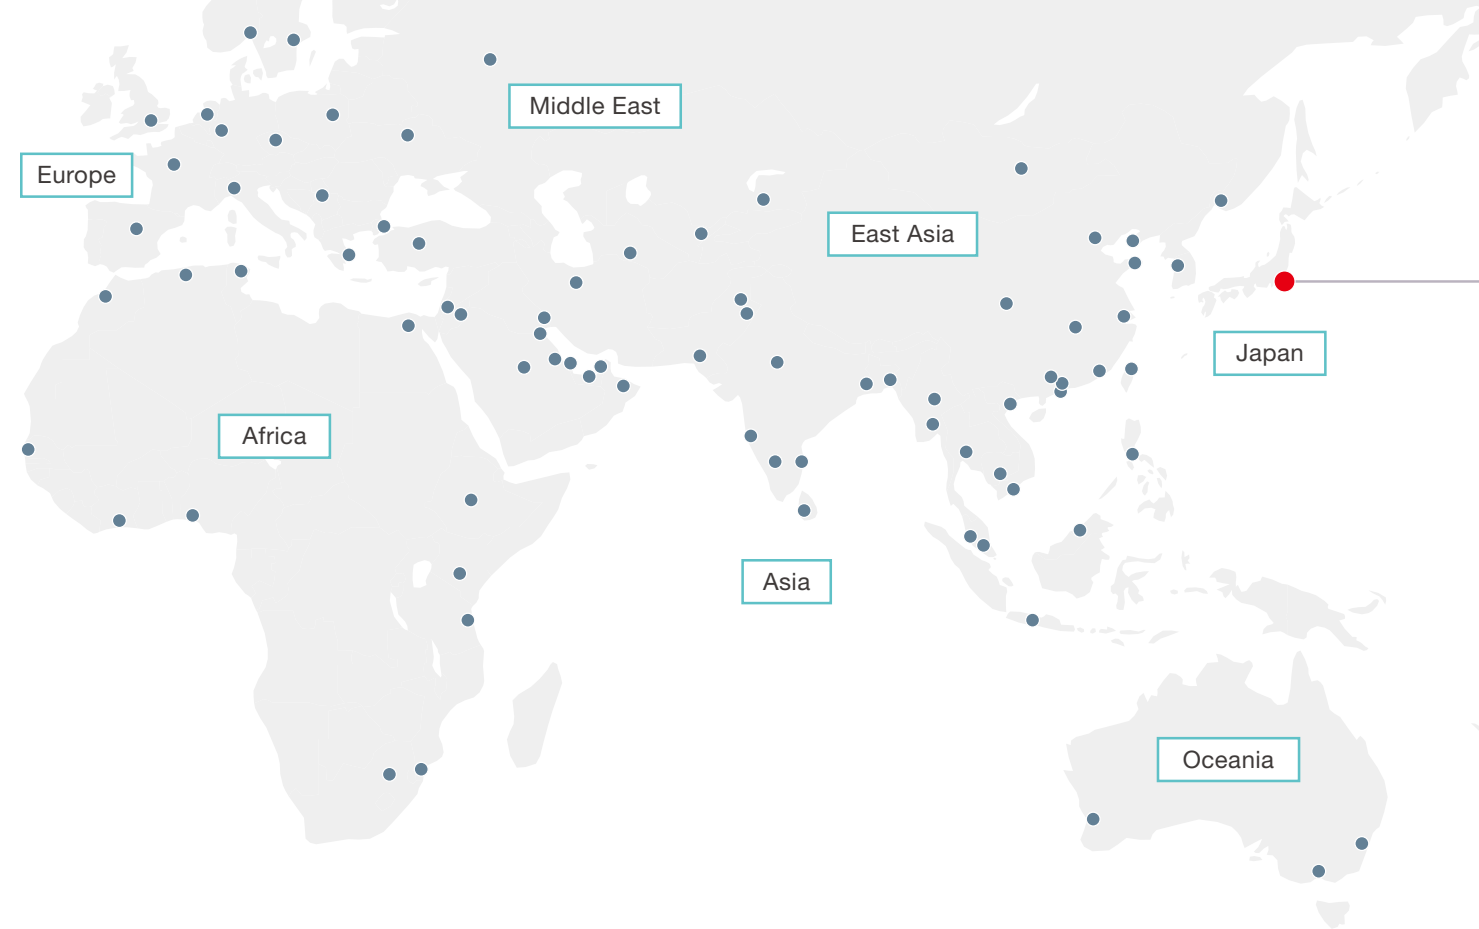 Middle East
Europe
East Asia
Japan
Africa
Asia
Oceania